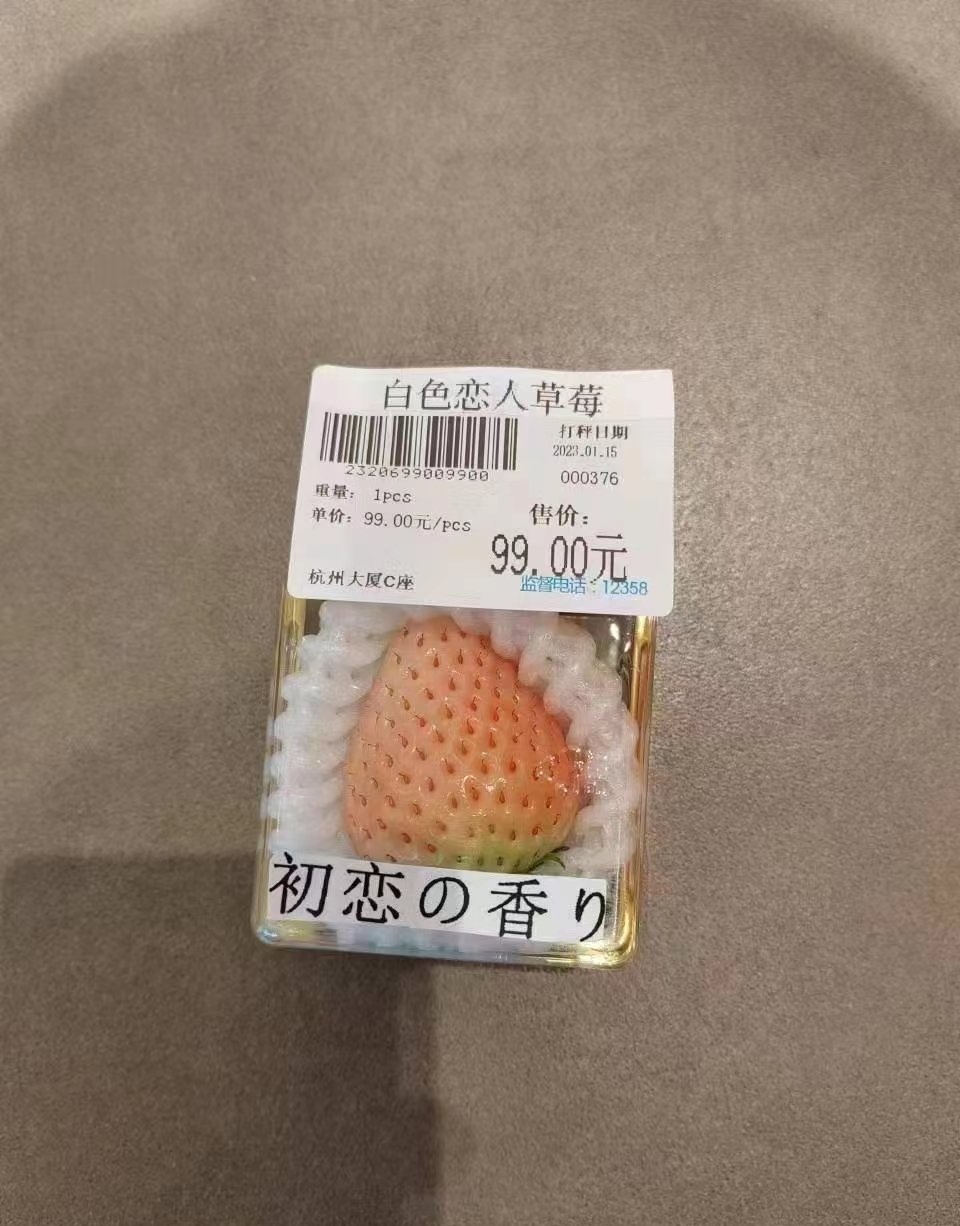 白色恋人草莓
打秤日期
2320699009900
2023.01.15
000376
重量： 1pcs
单价：99.00元/pcs
售价：
99.00元
杭州大厦C座
监督电话：12358
初恋の香り